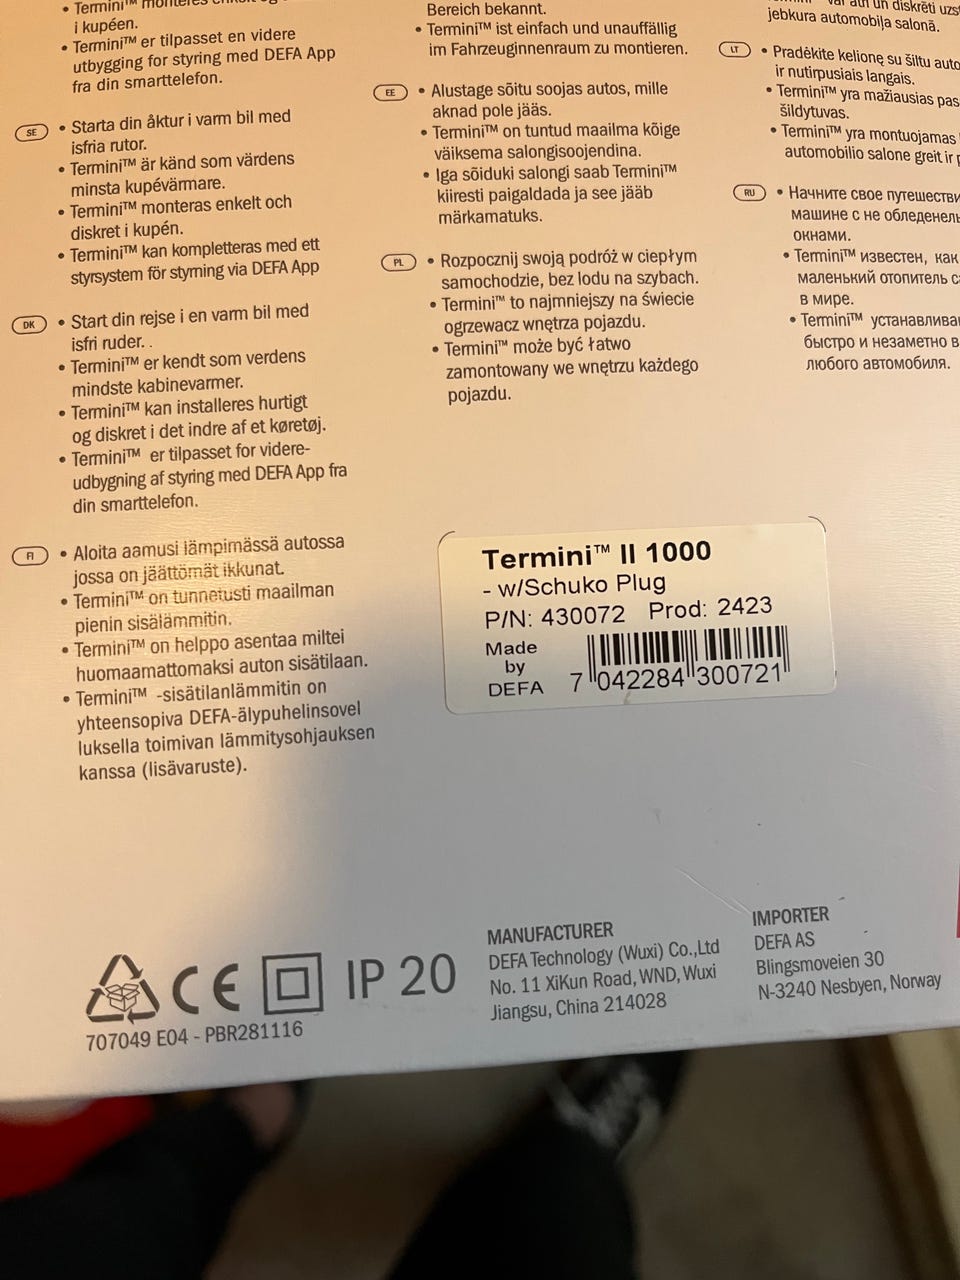 • Termini™ monteres enkelt og
i kupéen.
• Termini™ er tilpasset en videre
utbygging for styring med DEFA App
fra din smarttelefon.
SE
• Starta din åktur i varm bil med
isfria rutor.
• Termini™ är känd som värdens
minsta kupévärmare.
• Termini™ monteras enkelt och
diskret i kupén.
• Termini™ kan kompletteras med ett
styrsystem för styrning via DEFA App
DK
• Start din rejse i en varm bil med
isfri ruder. .
• Termini™ er kendt som verdens
mindste kabinevarmer.
• Termini™ kan installeres hurtigt
og diskret i det indre af et køretøj.
• Termini™ er tilpasset for videre-
udbygning af styring med DEFA App fra
din smarttelefon.
FI
• Aloita aamusi lämpimässä autossa
jossa on jäättömät ikkunat.
• Termini™ on tunnetusti maailman
pienin sisälämmitin.
• Termini™ on helppo asentaa miltei
huomaamattomaksi auton sisätilaan.
• Termini™ -sisätilanlämmitin on
yhteensopiva DEFA-älypuhelinsovel
luksella toimivan lämmitysohjauksen
kanssa (lisävaruste).
Bereich bekannt.
• Termini™ ist einfach und unauffällig
im Fahrzeuginnenraum zu montieren.
EE
• Alustage sõitu soojas autos, mille
aknad pole jääs.
• Termini™ on tuntud maailma kõige
väiksema salongisoojendina.
• Iga sõiduki salongi saab Termini™
kiiresti paigaldada ja see jääb
märkamatuks.
PL
• Rozpocznij swoją podróż w ciepłym
samochodzie, bez lodu na szybach.
• Termini™ to najmniejszy na świecie
ogrzewacz wnętrza pojazdu.
• Termini™ może być łatwo
zamontowany we wnętrzu każdego
pojazdu.
ātri un diskrēti uzst
jebkura automobiļa salonā.
LT
• Pradėkite kelionę su šiltu auto
ir nutirpusiais langais.
• Termini™ yra mažiausias pas
šildytuvas.
• Termini™ yra montuojamas
automobilio salone greit ir p
RU
• Начните свое путешестви
машине с не обледенель
окнами.
• Termini™ известен, как
маленький отопитель са
в мире.
• Termini™ устанавлива
быстро и незаметно в
любого автомобиля.
Termini™ II 1000
- w/Schuko Plug
P/N: 430072 Prod: 2423
Made
by
DEFA
7 042284 300721
CE IP 20
707049 E04 - PBR281116
MANUFACTURER
DEFA Technology (Wuxi) Co.,Ltd
No. 11 XiKun Road, WND, Wuxi
Jiangsu, China 214028
IMPORTER
DEFA AS
Blingsmoveien 30
N-3240 Nesbyen, Norway